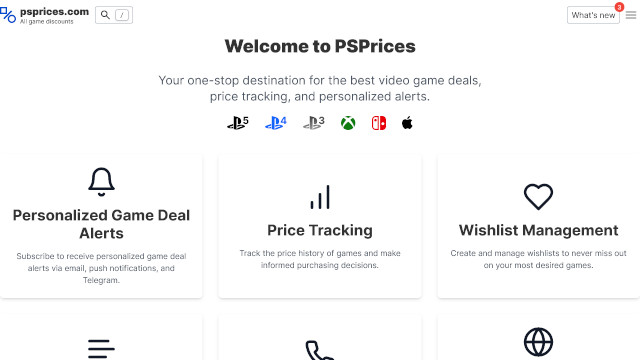 psprices.com
All game discounts
/
What's new
3
Welcome to PSPrices
Your one-stop destination for the best video game deals,
price tracking, and personalized alerts.
5
4
3
Personalized Game Deal
Alerts
Subscribe to receive personalized game deal
alerts via email, push notifications, and
Telegram.
Price Tracking
Track the price history of games and make
informed purchasing decisions.
Wishlist Management
Create and manage wishlists to never miss out
on your most desired games.